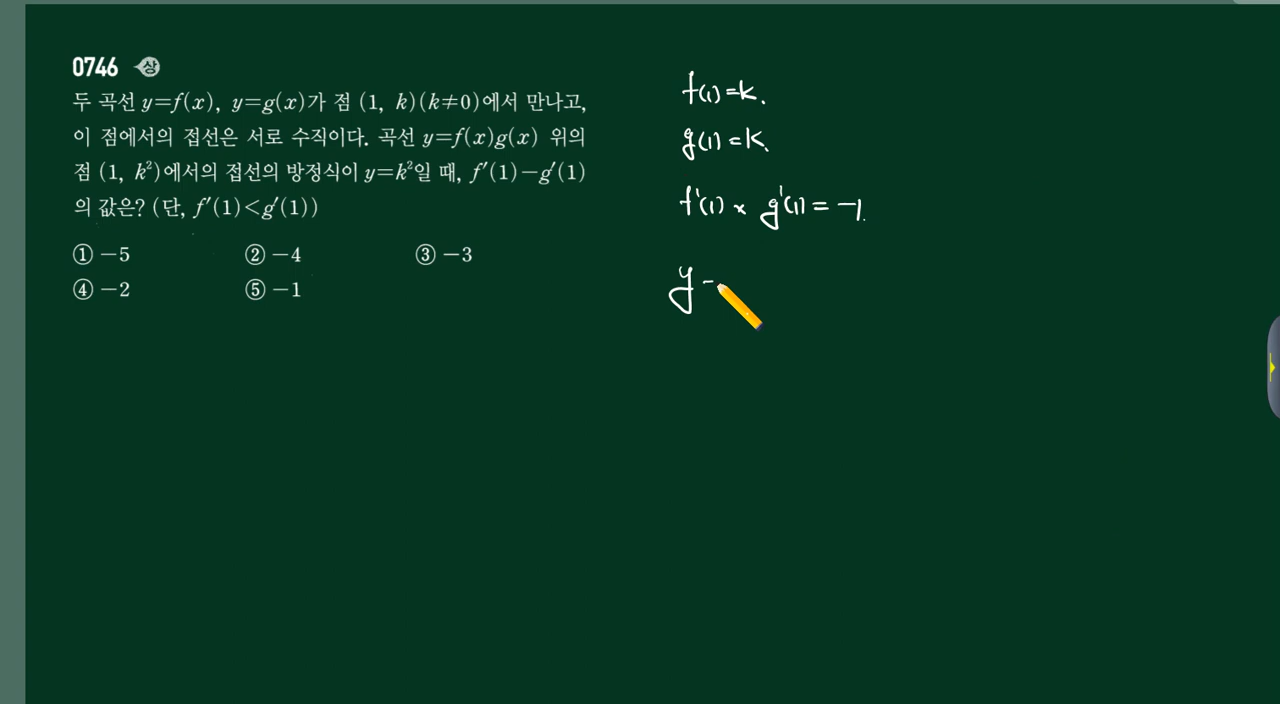 0746 상
두 곡선 y=f(x), y=g(x)가 점 (1, k)(k≠0)에서 만나고,
이 점에서의 접선은 서로 수직이다. 곡선 y=f(x)g(x) 위의
점 (1, k²)에서의 접선의 방정식이 y=k²일 때, f′(1)-g′(1)
의 값은? (단, f′(1)<g′(1))
① -5 ② -4 ③ -3
④ -2 ⑤ -1
f(1)=k.
g(1)=k.
f'(1) × g'(1) = -1.
y -